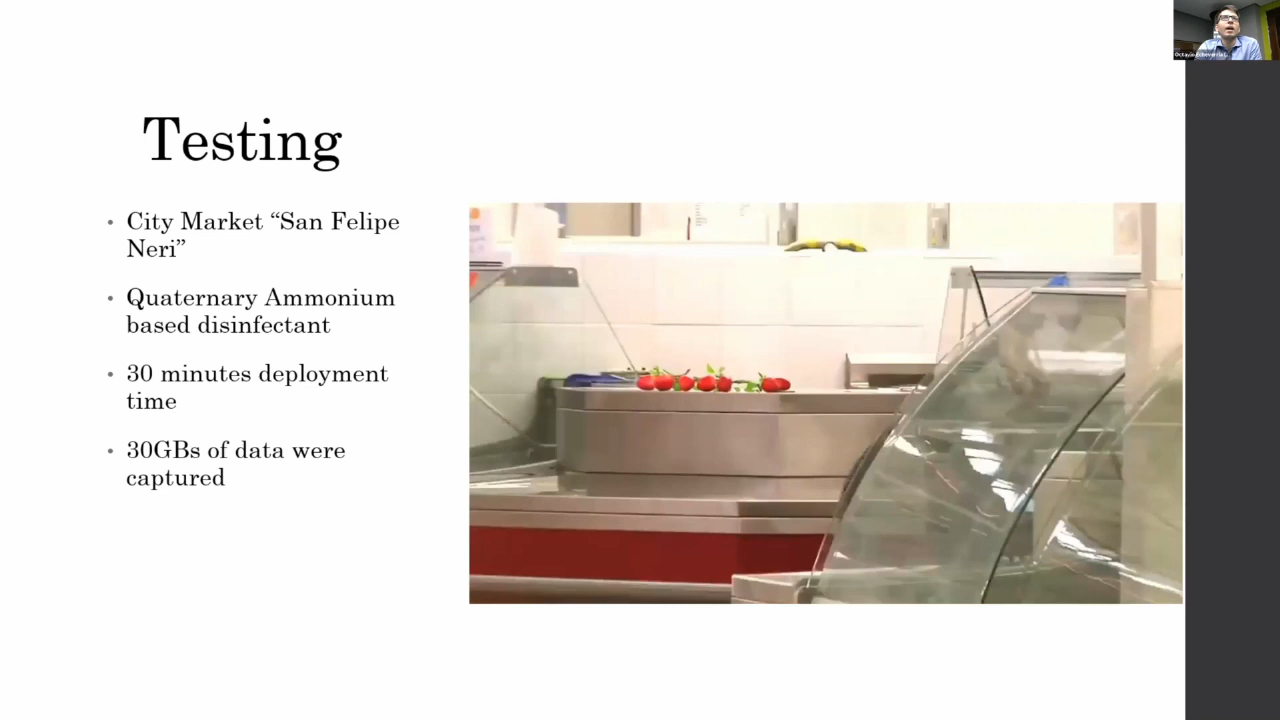 Testing
• City Market “San Felipe
Neri”
• Quaternary Ammonium
based disinfectant
• 30 minutes deployment
time
• 30GBs of data were
captured